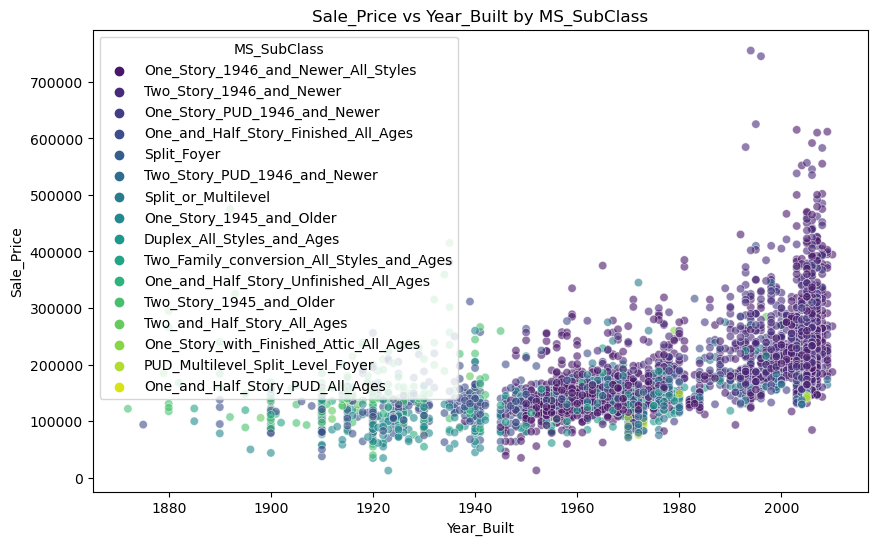 Sale_Price vs Year_Built by MS_SubClass
MS_SubClass
One_Story_1946_and_Newer_All_Styles
Two_Story_1946_and_Newer
One_Story_PUD_1946_and_Newer
One_and_Half_Story_Finished_All_Ages
Split_Foyer
Two_Story_PUD_1946_and_Newer
Split_or_Multilevel
One_Story_1945_and_Older
Duplex_All_Styles_and_Ages
Two_Family_conversion_All_Styles_and_Ages
One_and_Half_Story_Unfinished_All_Ages
Two_Story_1945_and_Older
Two_and_Half_Story_All_Ages
One_Story_with_Finished_Attic_All_Ages
PUD_Multilevel_Split_Level_Foyer
One_and_Half_Story_PUD_All_Ages
Sale_Price
700000
600000
500000
400000
300000
200000
100000
0
1880 1900 1920 1940 1960 1980 2000
Year_Built